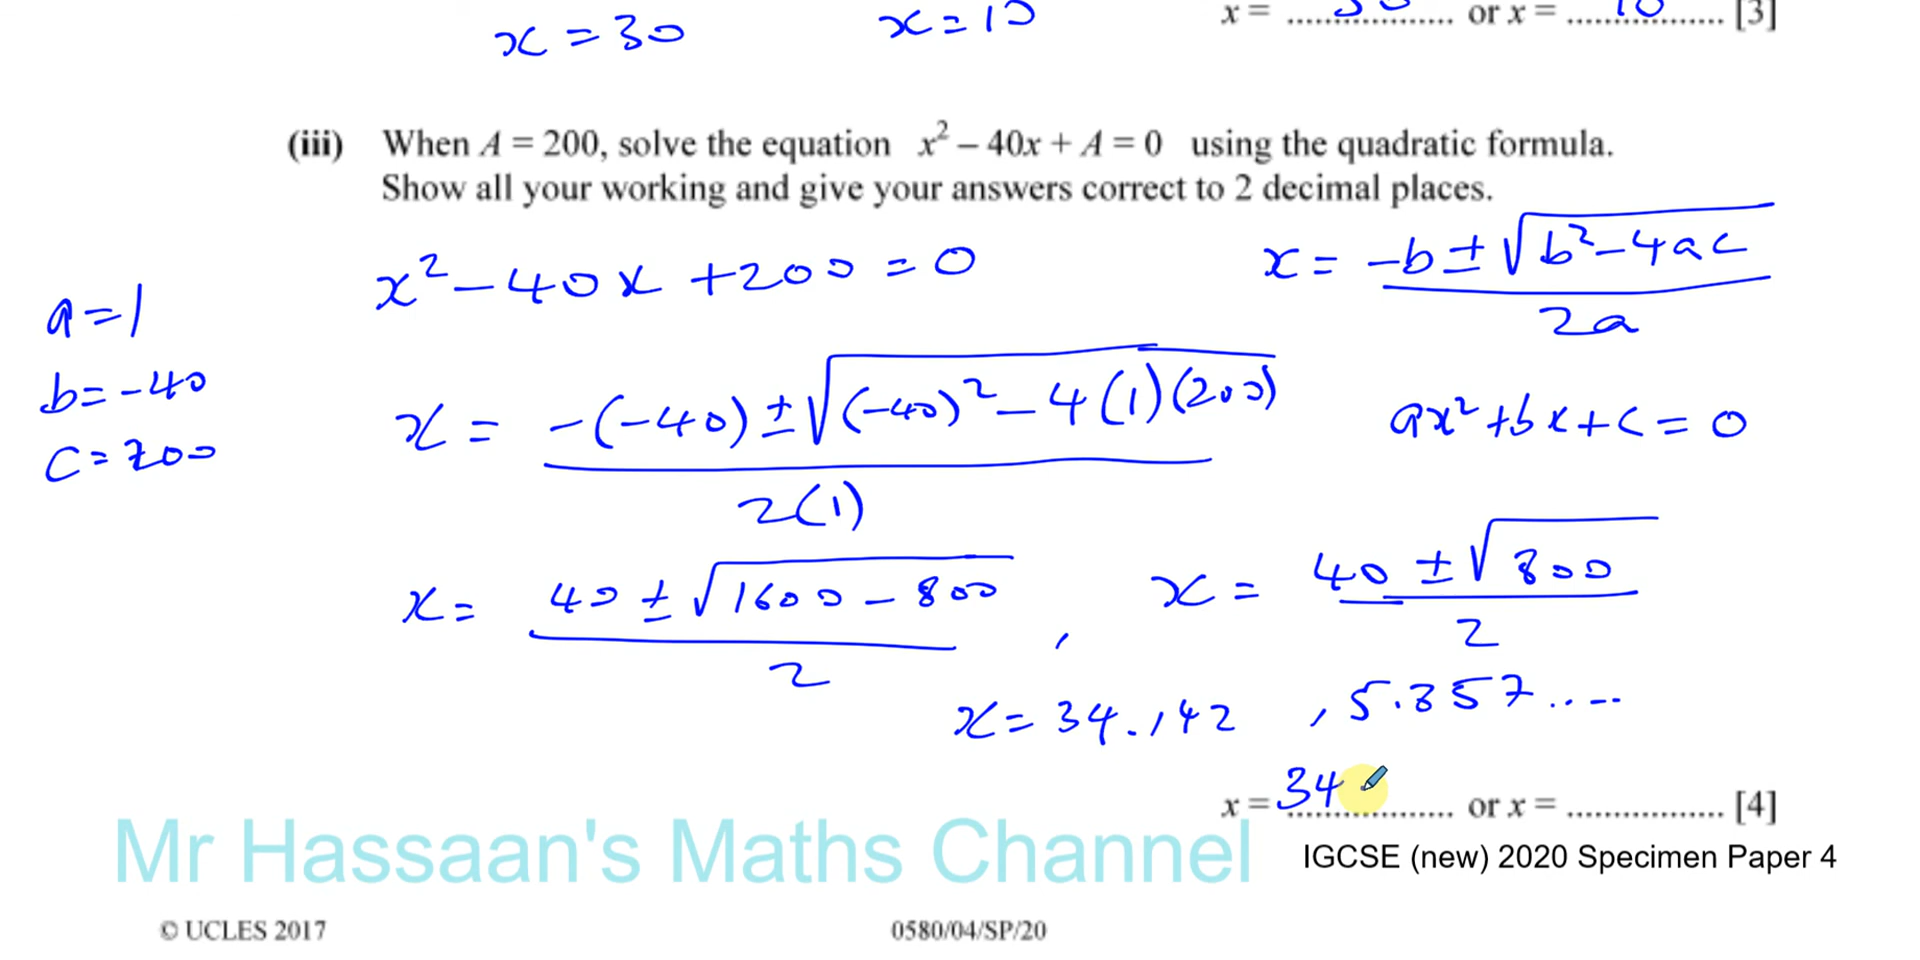 x = 30 x = 10 x = 30 or x = 10 [3]
(iii) When A = 200, solve the equation x² – 40x + A = 0 using the quadratic formula.
Show all your working and give your answers correct to 2 decimal places.
x² – 40x + 200 = 0
x = (-b ± √(b² – 4ac)) / 2a
a = 1
b = -40
c = 200
x = (-(-40) ± √((-40)² – 4(1)(200))) / 2(1)
ax² + bx + c = 0
x = (40 ± √(1600 – 800)) / 2 , x = (40 ± √800) / 2
x = 34.142 , 5.857....
x = 34 .................. or x = ................. [4]
Mr Hassaan's Maths Channel
IGCSE (new) 2020 Specimen Paper 4
© UCLES 2017 0580/04/SP/20